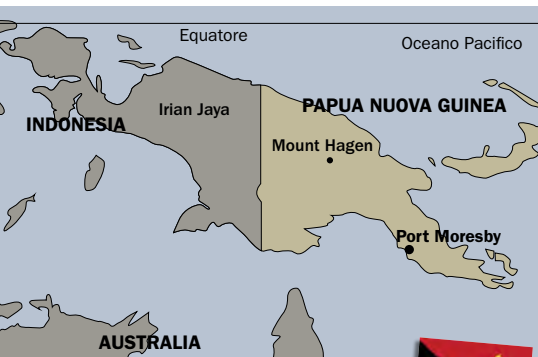 Equatore
Oceano Pacifico
Irian Jaya
PAPUA NUOVA GUINEA
INDONESIA
Mount Hagen
Port Moresby
AUSTRALIA